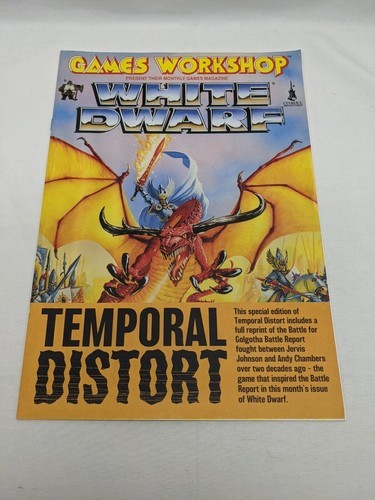 GAMES WORKSHOP
PRESENT THEIR MONTHLY GAMES MAGAZINE
WHITE
DWARF
TEMPORAL
DISTORT
This special edition of
Temporal Distort includes a
full reprint of the Battle for
Golgotha Battle Report
fought between Jervis
Johnson and Andy Chambers
over two decades ago - the
game that inspired the Battle
Report in this month's issue
of White Dwarf.